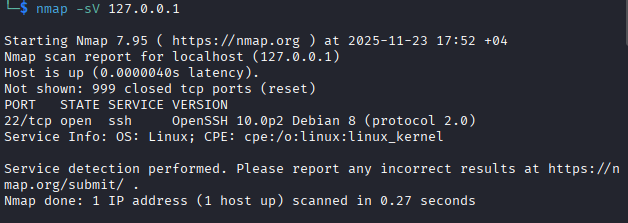 └─$ nmap -sV 127.0.0.1
Starting Nmap 7.95 ( https://nmap.org ) at 2025-11-23 17:52 +04
Nmap scan report for localhost (127.0.0.1)
Host is up (0.0000040s latency).
Not shown: 999 closed tcp ports (reset)
PORT   STATE SERVICE VERSION
22/tcp open  ssh     OpenSSH 10.0p2 Debian 8 (protocol 2.0)
Service Info: OS: Linux; CPE: cpe:/o:linux:linux_kernel
Service detection performed. Please report any incorrect results at https://n
map.org/submit/ .
Nmap done: 1 IP address (1 host up) scanned in 0.27 seconds